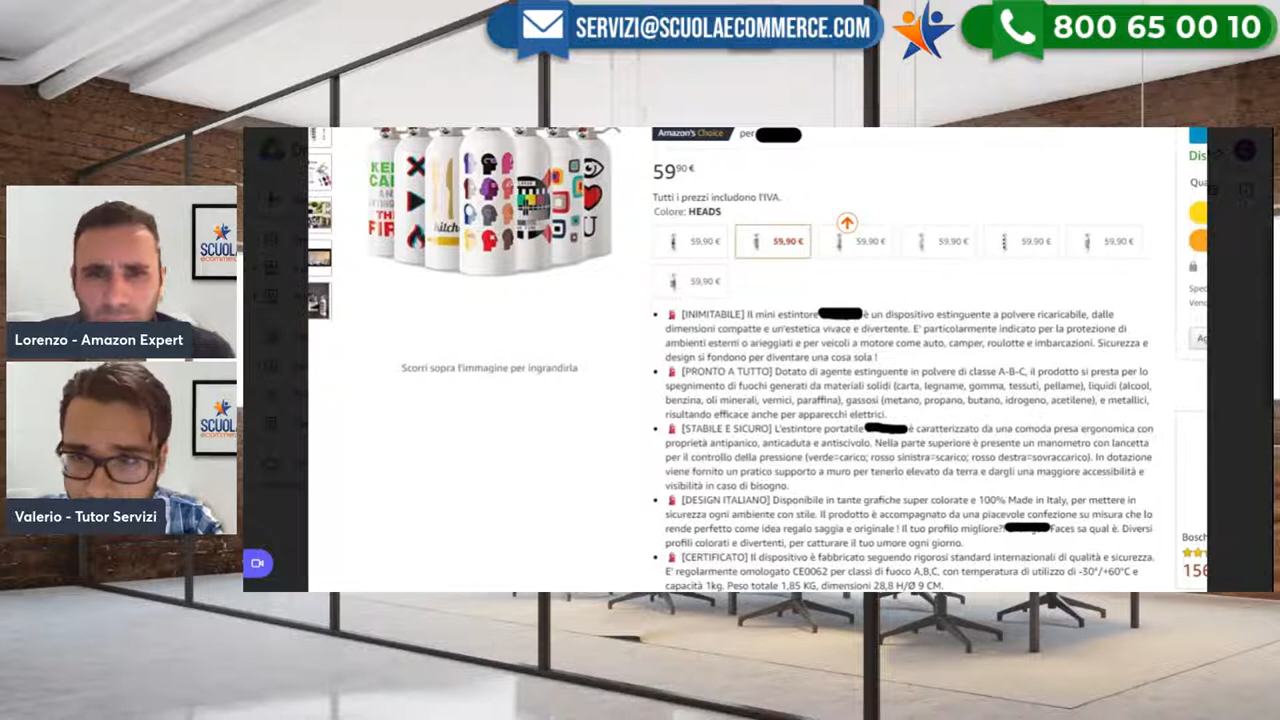 SERVIZI@SCUOLAECOMMERCE.COM
800 65 00 10
Amazon's Choice per
59,90 €
Tutti i prezzi includono l'IVA.
Colore: HEADS
59,90 €
59,90 €
59,90 €
59,90 €
59,90 €
59,90 €
59,90 €
[INIMITABILE] Il mini estintore è un dispositivo estinguente a polvere ricaricabile, dalle
dimensioni compatte e un'estetica vivace e divertente. E' particolarmente indicato per la protezione di
ambienti esterni o arieggiati e per veicoli a motore come auto, camper, roulotte e imbarcazioni. Sicurezza e
design si fondono per diventare una cosa sola !
[PRONTO A TUTTO] Dotato di agente estinguente in polvere di classe A-B-C, il prodotto si presta per lo
spegnimento di fuochi generati da materiali solidi (carta, legname, gomma, tessuti, pellame), liquidi (alcool,
benzina, oli minerali, vernici, paraffina), gassosi (metano, propano, butano, idrogeno, acetilene), e metallici,
risultando efficace anche per apparecchi elettrici.
[STABILE E SICURO] L'estintore portatile è caratterizzato da una comoda presa ergonomica con
proprietà antipanico, anticaduta e antiscivolo. Nella parte superiore è presente un manometro con lancetta
per il controllo della pressione (verde=carico; rosso sinistra=scarico; rosso destra=sovraccarico). In dotazione
viene fornito un pratico supporto a muro per tenerlo elevato da terra e dargli una maggiore accessibilità e
visibilità in caso di bisogno.
[DESIGN ITALIANO] Disponibile in tante grafiche super colorate e 100% Made in Italy, per mettere in
sicurezza ogni ambiente con stile. Il prodotto è accompagnato da una piacevole confezione su misura che lo
rende perfetto come idea regalo saggia e originale ! Il tuo profilo migliore? Faces sa qual è. Diversi
profili colorati e divertenti, per catturare il tuo umore ogni giorno.
[CERTIFICATO] Il dispositivo è fabbricato seguendo rigorosi standard internazionali di qualità e sicurezza.
E' regolarmente omologato CE0062 per classi di fuoco A,B,C, con temperatura di utilizzo di -30°/+60°C e
capacità 1kg. Peso totale 1,85 KG, dimensioni 28,8 H/Ø 9 CM.
Scorri sopra l'immagine per ingrandirla
kitch
Qua
Sped
Vend
Ag
Bosch
156
SCUOL
ecommerc
Lorenzo - Amazon Expert
SCUOL
ecommerc
Valerio - Tutor Servizi